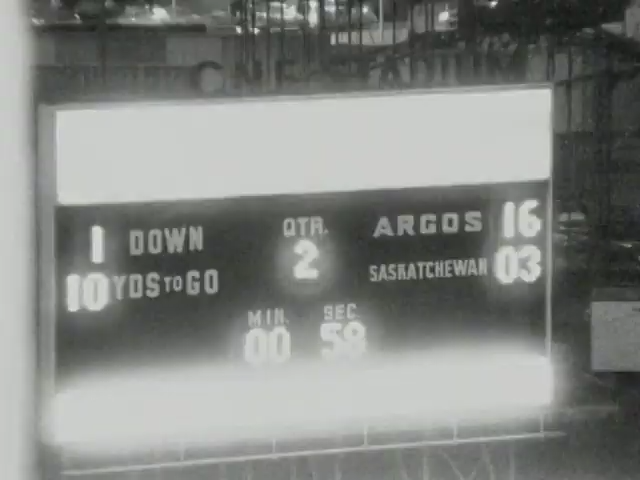 1 DOWN QTR. ARGOS 16
10 YDS TO GO 2 SASKATCHEWAN 03
MIN. SEC
00 58